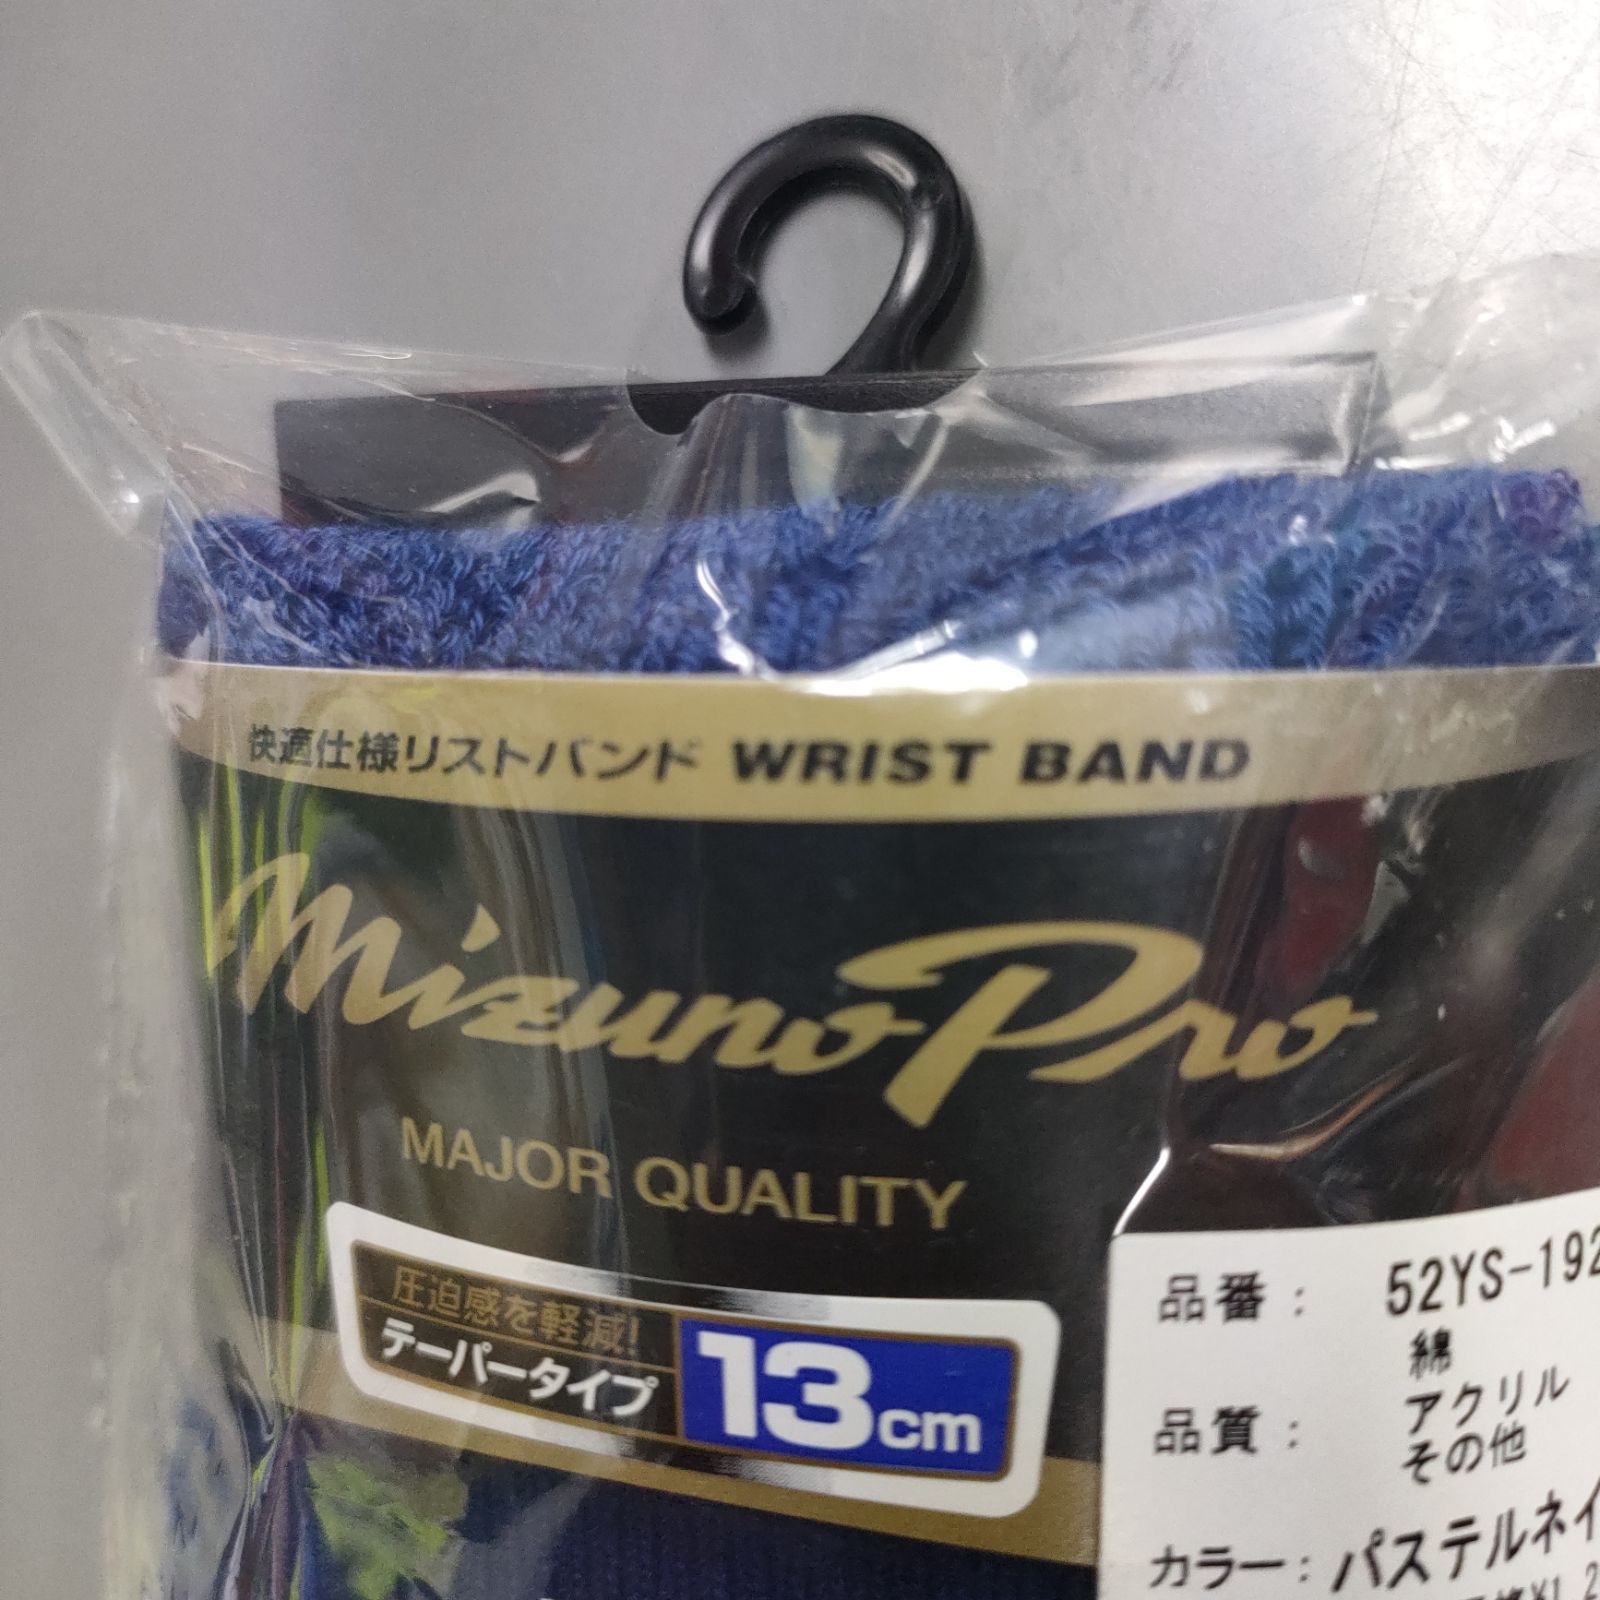 快適仕様リストバンド WRIST BAND
Mizuno Pro
MAJOR QUALITY
圧迫感を軽減!
テーパータイプ
13cm
品番: 52YS-192
綿
品質: アクリル
その他
カラー: パステルネイ